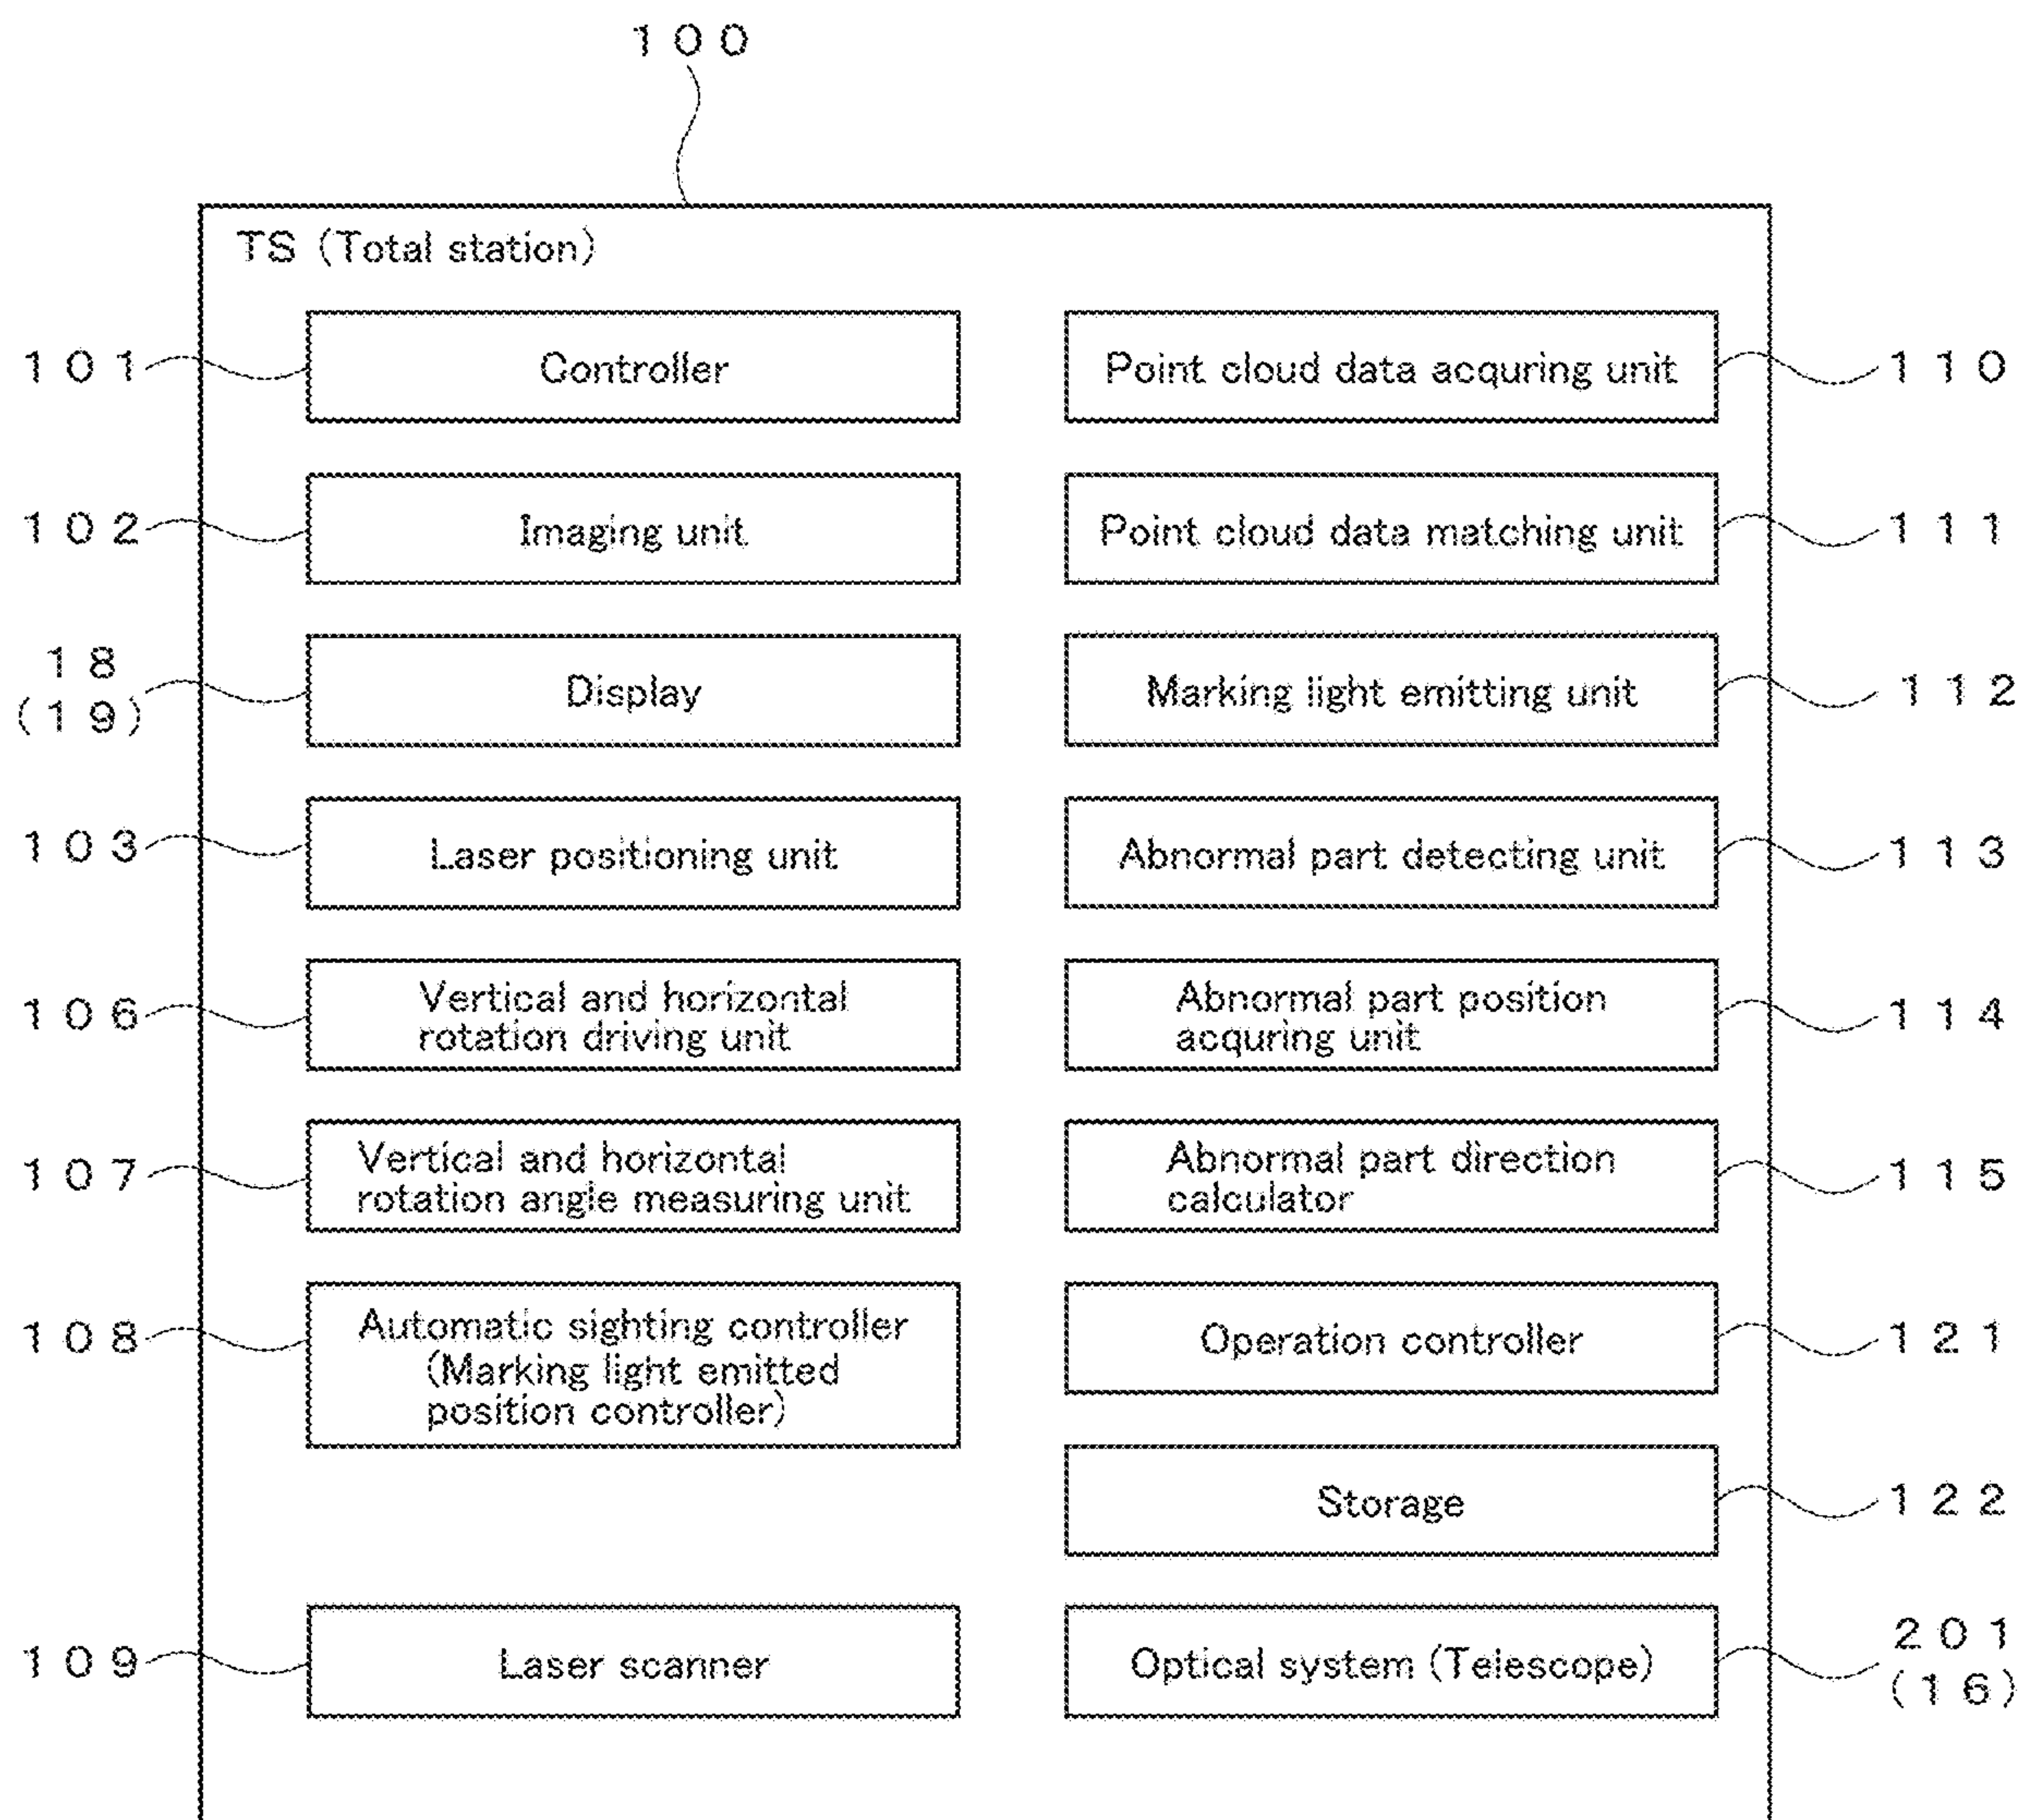 100
TS (Total station)
101
Controller
Point cloud data acquring unit
110
102
Imaging unit
Point cloud data matching unit
111
18
(19)
Display
Marking light emitting unit
112
103
Laser positioning unit
Abnormal part detecting unit
113
106
Vertical and horizontal
rotation driving unit
Abnormal part position
acquring unit
114
107
Vertical and horizontal
rotation angle measuring unit
Abnormal part direction
calculator
115
108
Automatic sighting controller
(Marking light emitted
position controller)
Operation controller
121
Storage
122
109
Laser scanner
Optical system (Telescope)
201
(16)